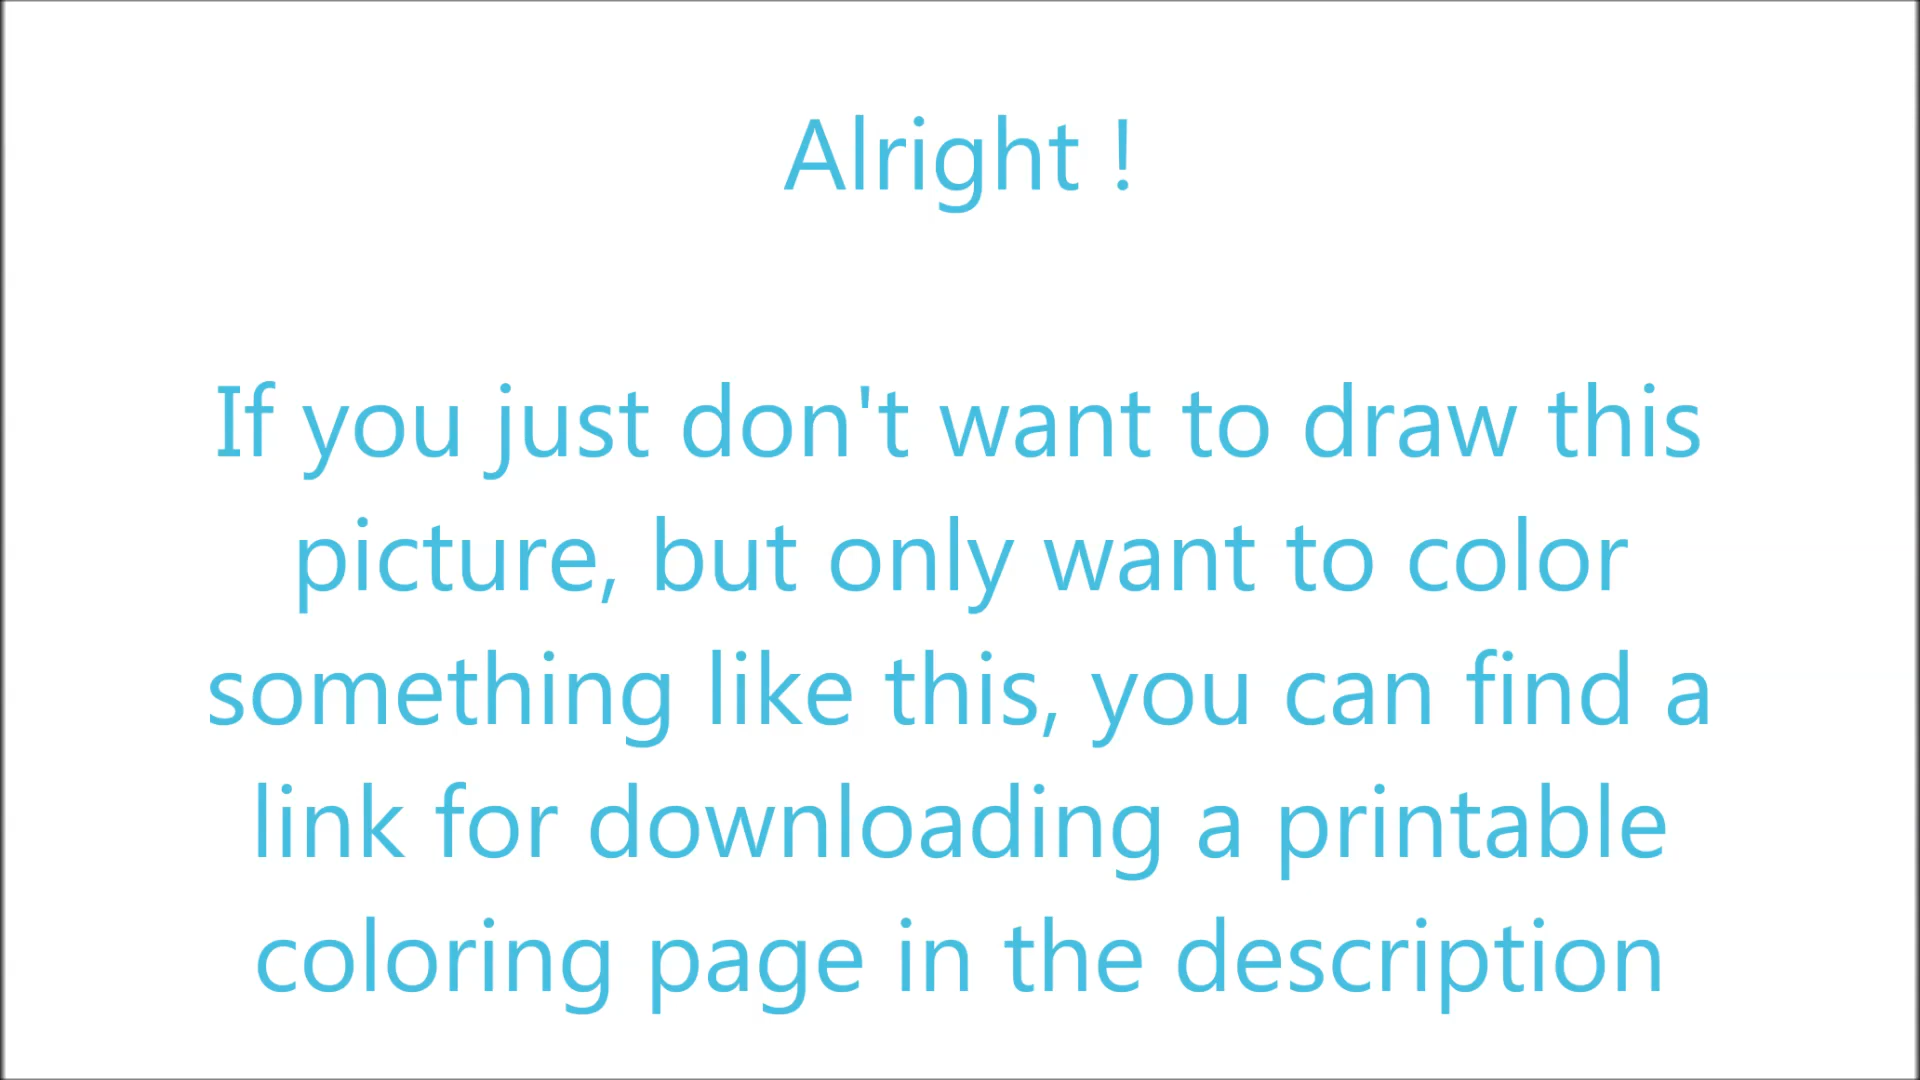 Alright !
If you just don't want to draw this
picture, but only want to color
something like this, you can find a
link for downloading a printable
coloring page in the description